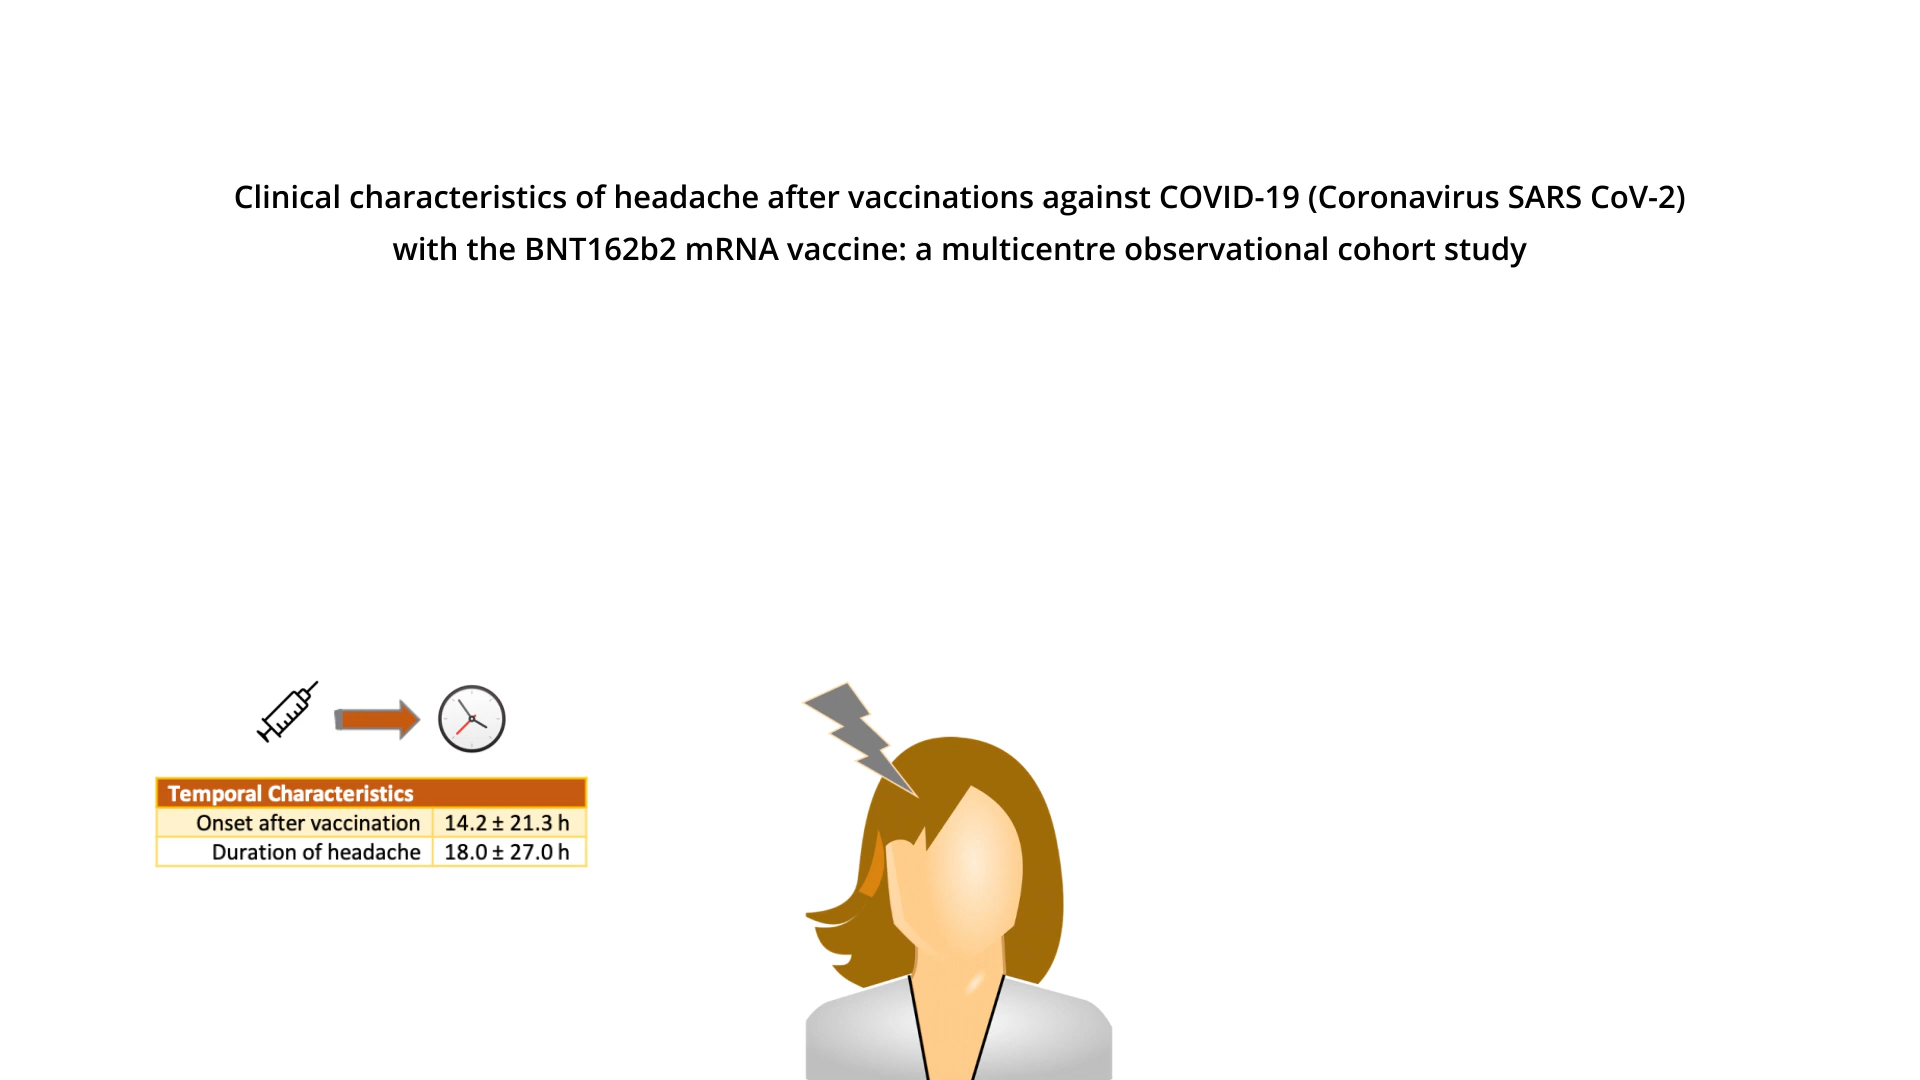 Clinical characteristics of headache after vaccinations against COVID-19 (Coronavirus SARS CoV-2)
with the BNT162b2 mRNA vaccine: a multicentre observational cohort study
Temporal Characteristics
Onset after vaccination 14.2 ± 21.3 h
Duration of headache 18.0 ± 27.0 h